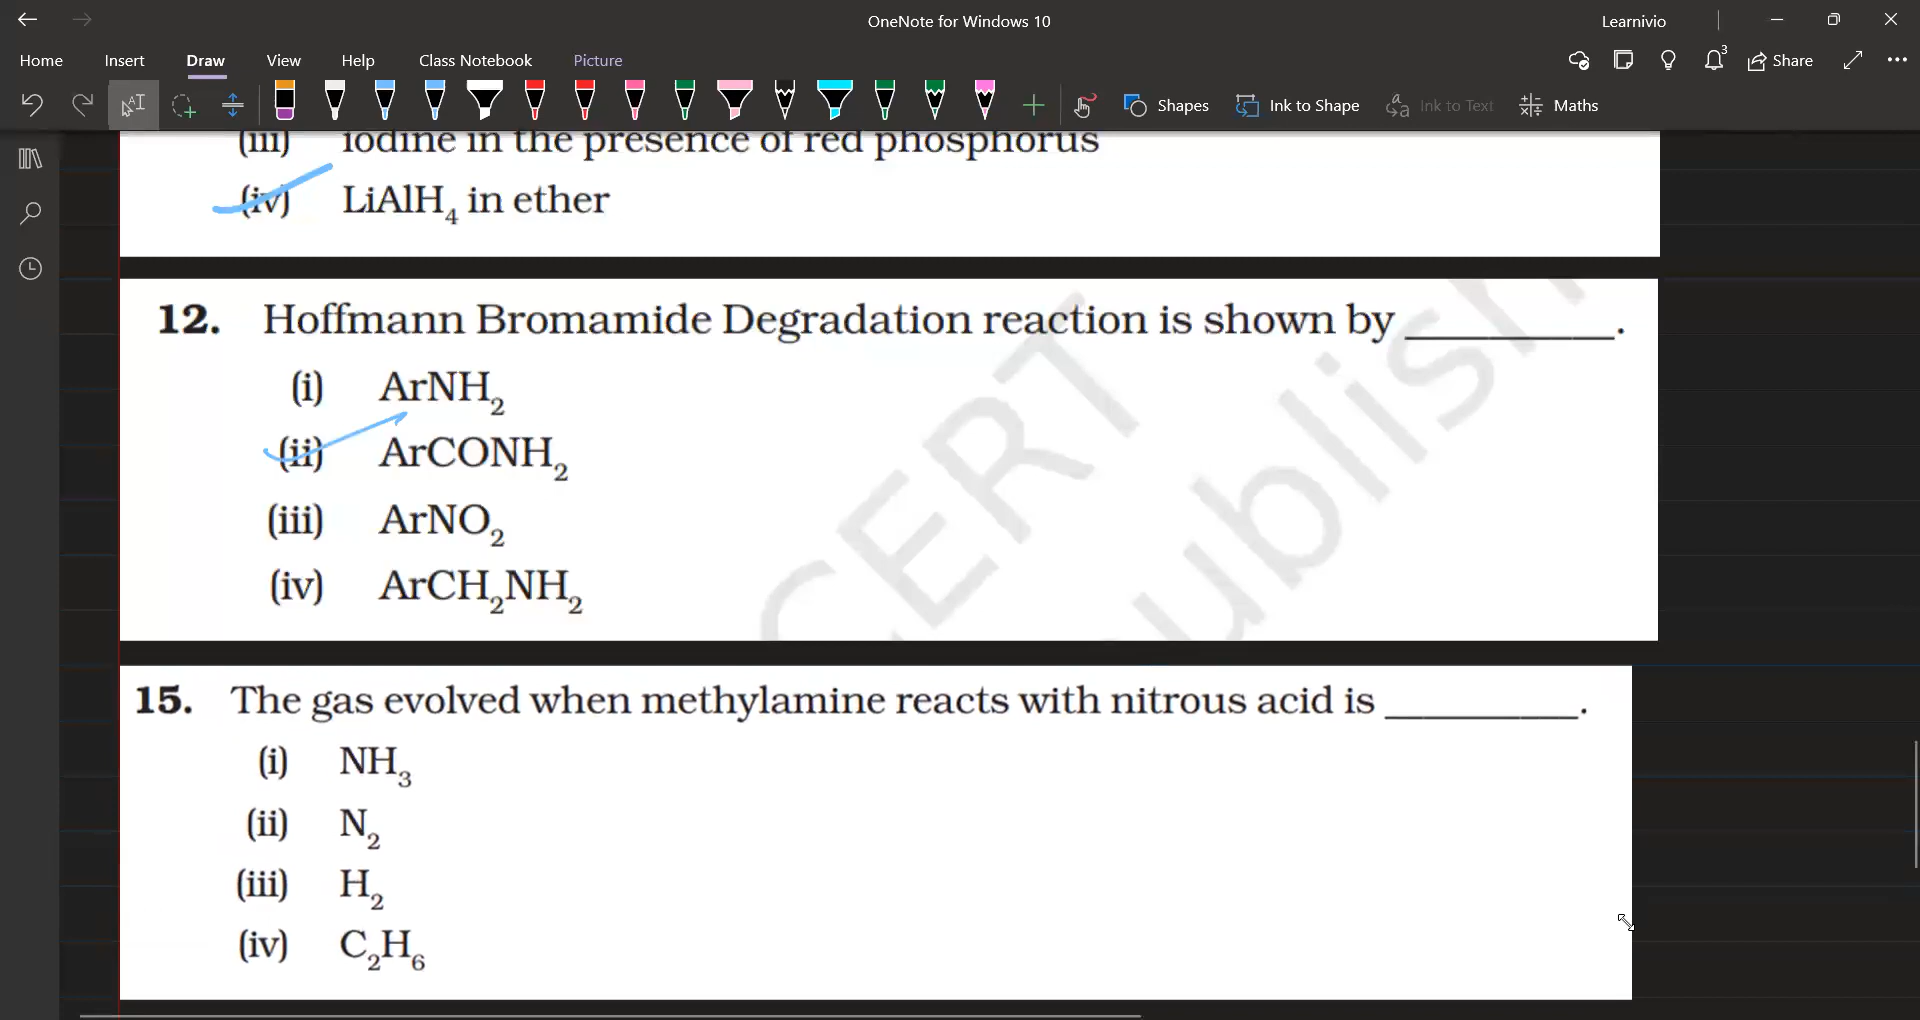 OneNote for Windows 10
Learnivio
Home Insert Draw View Help Class Notebook Picture
3
Share
Shapes Ink to Shape Ink to Text Maths
(iii) iodine in the presence of red phosphorus
(iv) LiAlH₄ in ether
12. Hoffmann Bromamide Degradation reaction is shown by __________.
(i) ArNH₂
(ii) ArCONH₂
(iii) ArNO₂
(iv) ArCH₂NH₂
15. The gas evolved when methylamine reacts with nitrous acid is __________.
(i) NH₃
(ii) N₂
(iii) H₂
(iv) C₂H₆